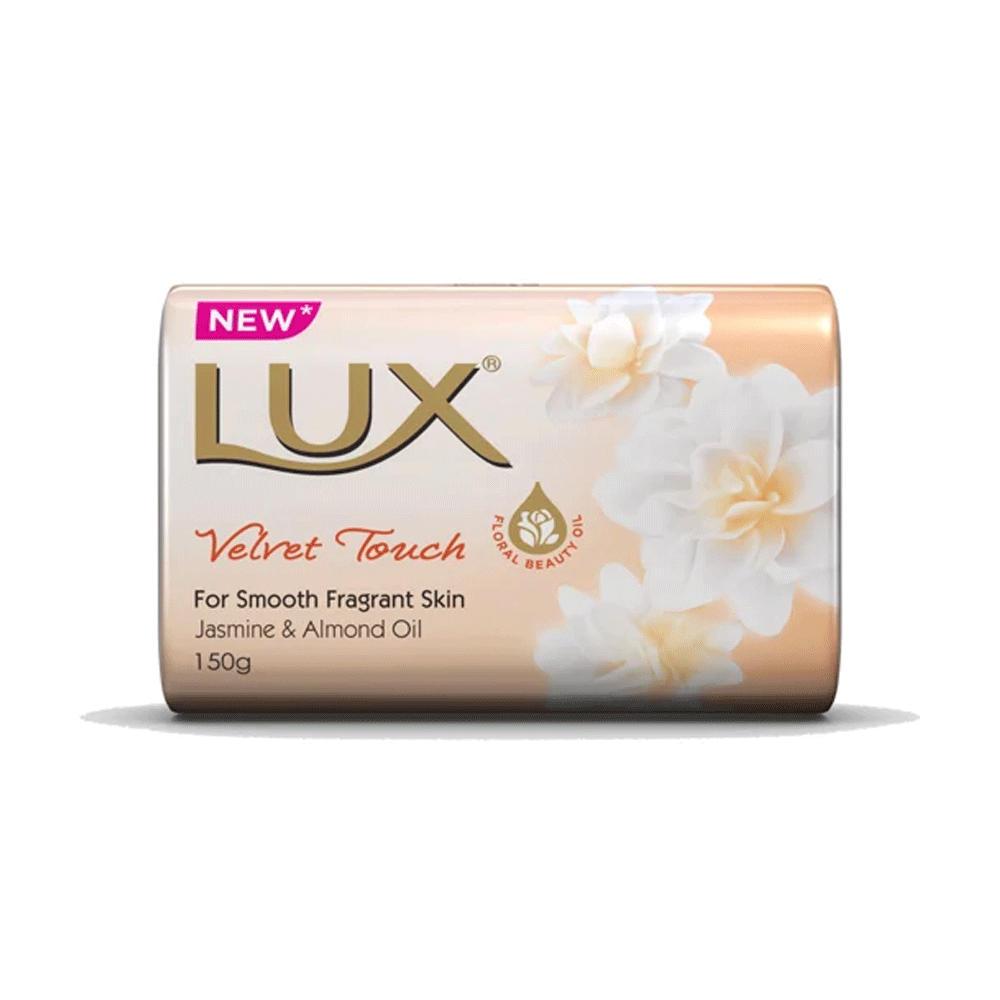 NEW*
LUX®
Velvet Touch
FLORAL BEAUTY OIL
For Smooth Fragrant Skin
Jasmine & Almond Oil
150g